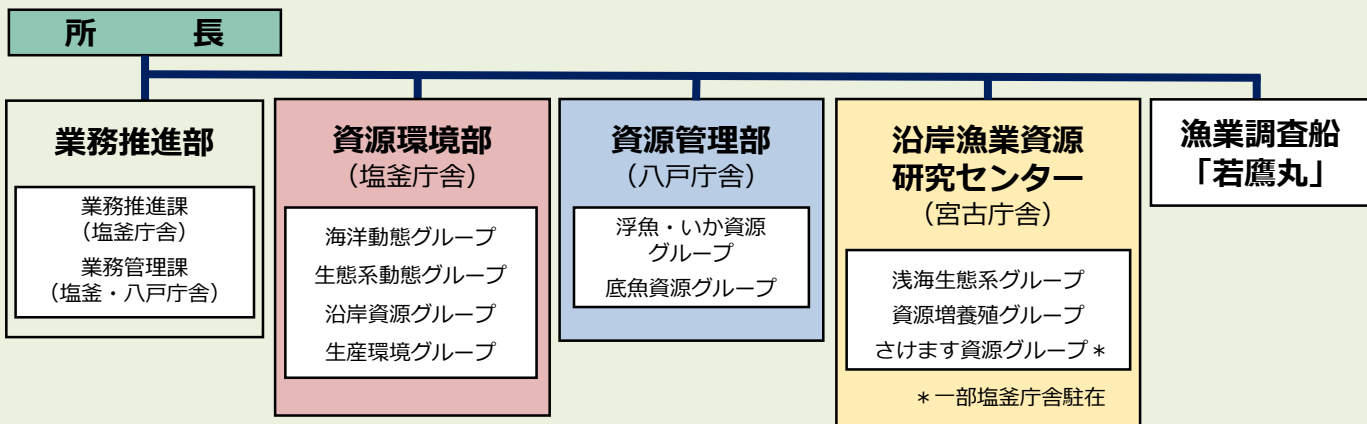 所　長
業務推進部
業務推進課
（塩釜庁舎）
業務管理課
（塩釜・八戸庁舎）
資源環境部
（塩釜庁舎）
海洋動態グループ
生態系動態グループ
沿岸資源グループ
生産環境グループ
資源管理部
（八戸庁舎）
浮魚・いか資源
グループ
底魚資源グループ
沿岸漁業資源
研究センター
（宮古庁舎）
浅海生態系グループ
資源増養殖グループ
さけます資源グループ＊
＊一部塩釜庁舎駐在
漁業調査船
「若鷹丸」